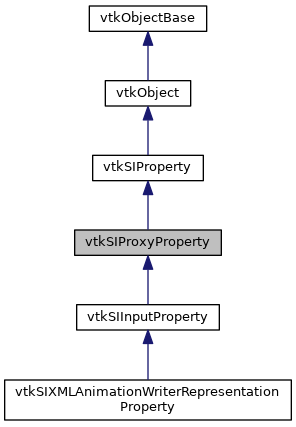 vtkObjectBase
vtkObject
vtkSIProperty
vtkSIProxyProperty
vtkSIInputProperty
vtkSIXMLAnimationWriterRepresentation
Property